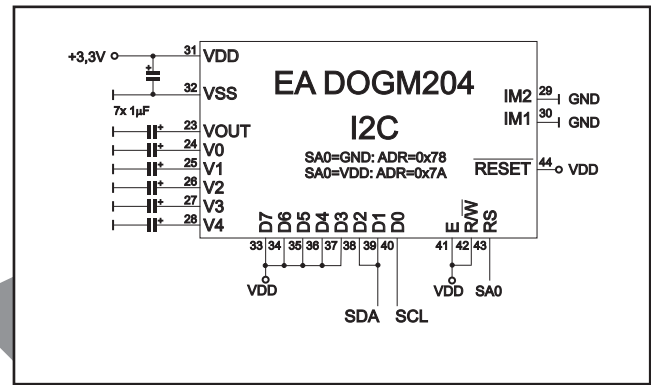 +3,3V
31 VDD
32 VSS
7x 1µF
23 VOUT
24 V0
25 V1
26 V2
27 V3
28 V4
EA DOGM204
I2C
SA0=GND: ADR=0x78
SA0=VDD: ADR=0x7A
IM2 29 GND
IM1 30 GND
RESET 44 VDD
D7 D6 D5 D4 D3 D2 D1 D0 E R/W RS
33 34 35 36 37 38 39 40 41 42 43
VDD VDD SA0
SDA SCL